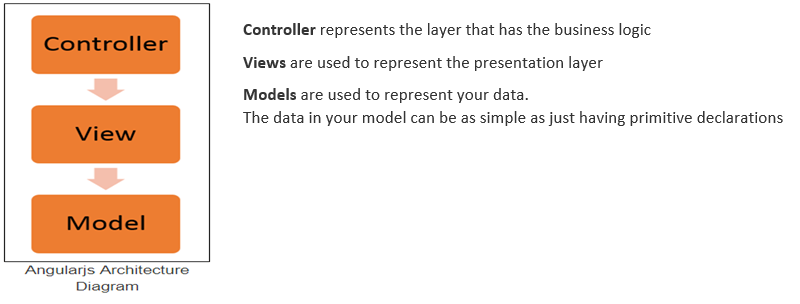 Controller
View
Model
Angularjs Architecture
Diagram
Controller represents the layer that has the business logic
Views are used to represent the presentation layer
Models are used to represent your data.
The data in your model can be as simple as just having primitive declarations